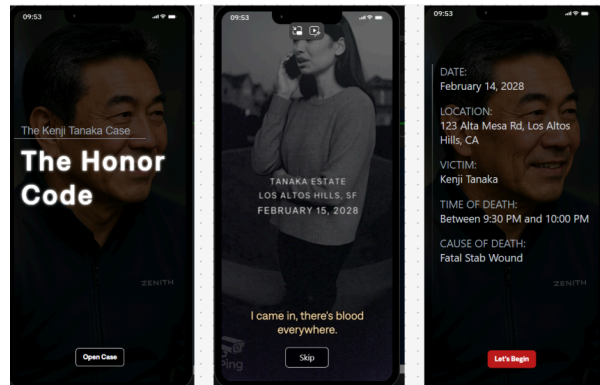 09:53
The Kenji Tanaka Case
The Honor
Code
ZENITH
Open Case
TANAKA ESTATE
LOS ALTOS HILLS, SF
FEBRUARY 15, 2028
I came in, there's blood
everywhere.
Skip
09:53
DATE:
February 14, 2028
LOCATION:
123 Alta Mesa Rd, Los Altos
Hills, CA
VICTIM:
Kenji Tanaka
TIME OF DEATH:
Between 9:30 PM and 10:00 PM
CAUSE OF DEATH:
Fatal Stab Wound
ZENITH
Let's Begin